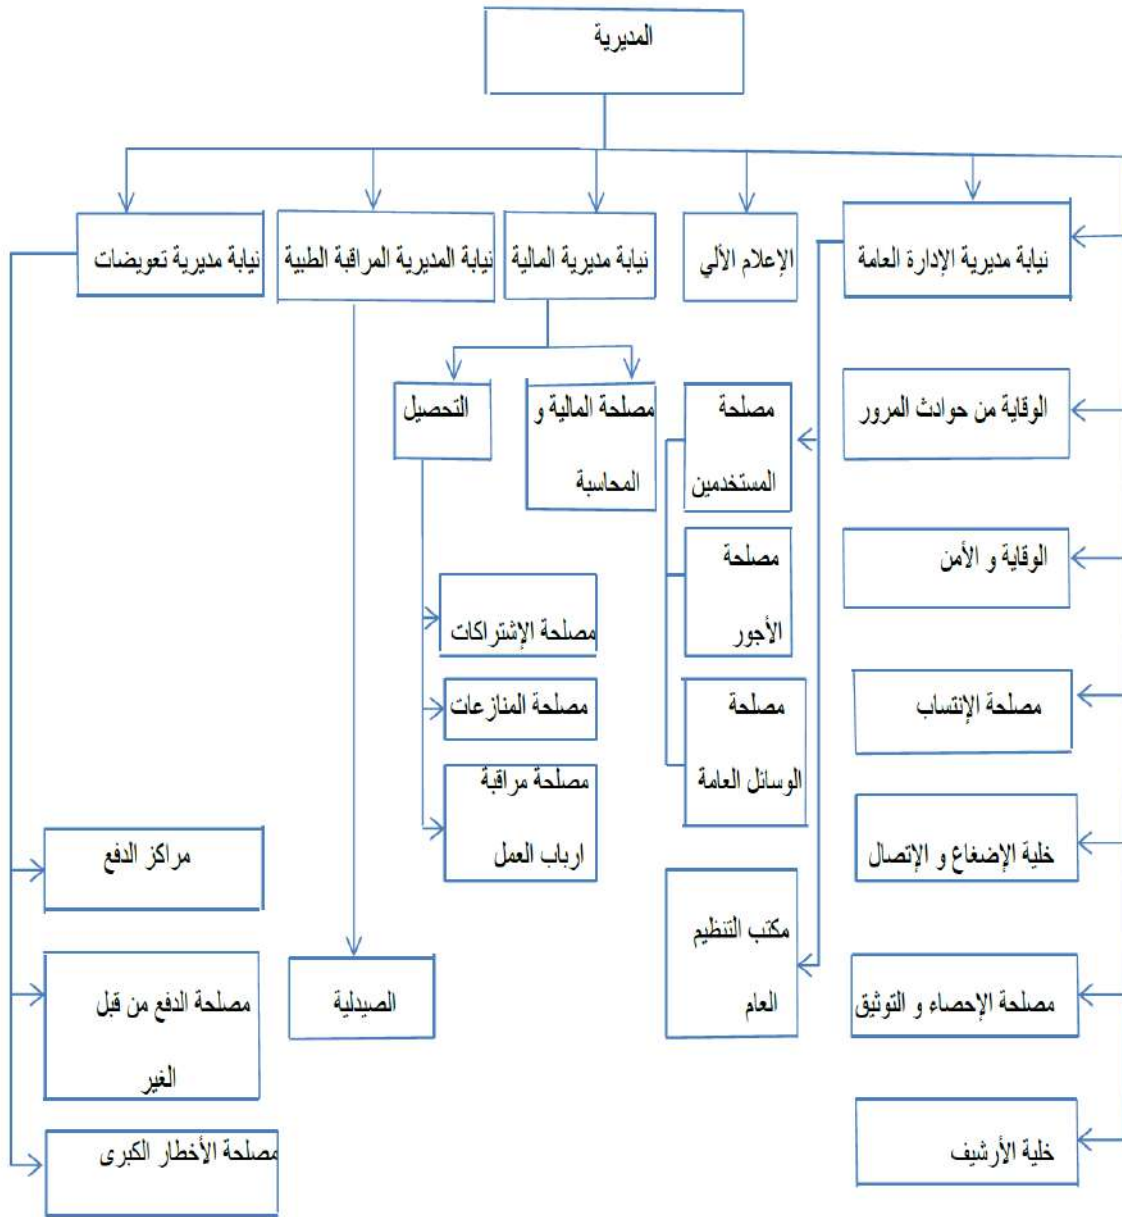 المديرية
نيابة مديرية الإدارة العامة
الإعلام الألي
نيابة مديرية المالية
نيابة المديرية المراقبة الطبية
نيابة مديرية تعويضات
الوقاية من حوادث المرور
مصلحة
المستخدمين
مصلحة المالية و
المحاسبة
التحصيل
الوقاية و الأمن
مصلحة
الأجور
مصلحة الإشتراكات
مصلحة الإنتساب
مصلحة
الوسائل العامة
مصلحة المنازعات
مصلحة مراقبة
ارباب العمل
خلية الإضغاع و الإتصال
مراكز الدفع
مكتب التنظيم
العام
مصلحة الإحصاء و التوثيق
الصيدلية
مصلحة الدفع من قبل
الغير
خلية الأرشيف
مصلحة الأخطار الكبرى